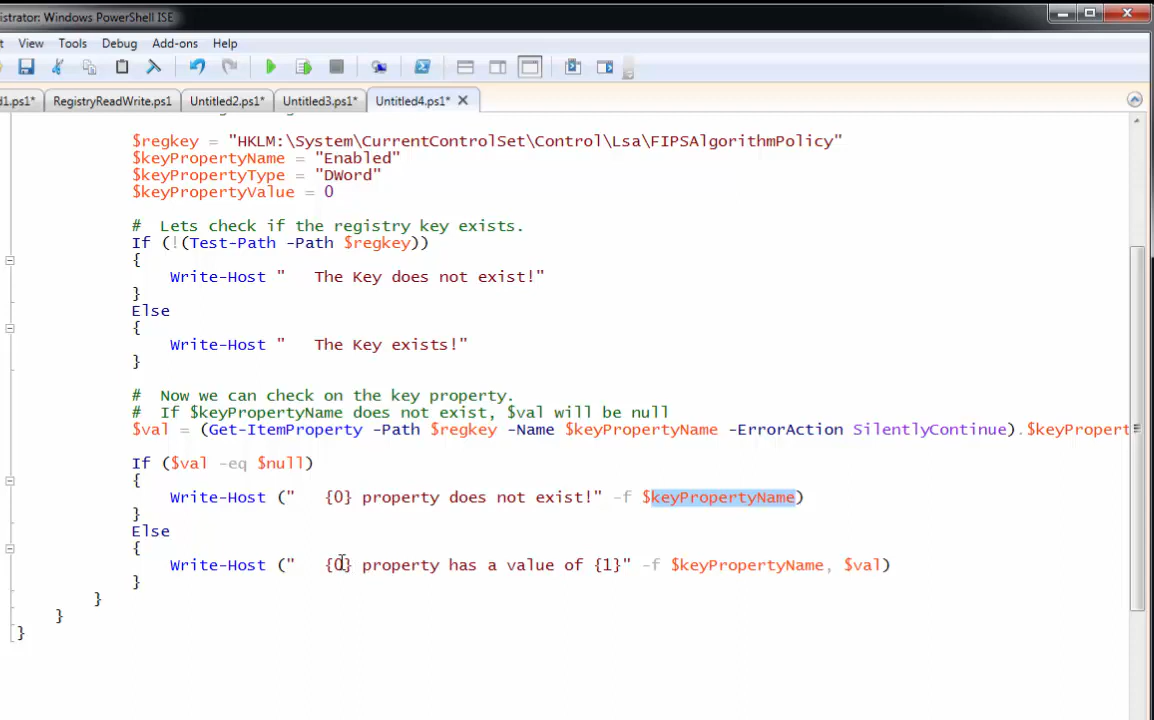 istrator: Windows PowerShell ISE
t View Tools Debug Add-ons Help
d1.ps1* RegistryReadWrite.ps1 Untitled2.ps1* Untitled3.ps1* Untitled4.ps1*
$regkey = "HKLM:\System\CurrentControlSet\Control\Lsa\FIPSAlgorithmPolicy"
$keyPropertyName = "Enabled"
$keyPropertyType = "DWord"
$keyPropertyValue = 0
# Lets check if the registry key exists.
If (!(Test-Path -Path $regkey))
{
Write-Host "   The Key does not exist!"
}
Else
{
Write-Host "   The Key exists!"
}
# Now we can check on the key property.
# If $keyPropertyName does not exist, $val will be null
$val = (Get-ItemProperty -Path $regkey -Name $keyPropertyName -ErrorAction SilentlyContinue).$keyPropert
If ($val -eq $null)
{
Write-Host ("   {0} property does not exist!" -f $keyPropertyName)
}
Else
{
Write-Host ("   {0} property has a value of {1}" -f $keyPropertyName, $val)
}
}
}
}